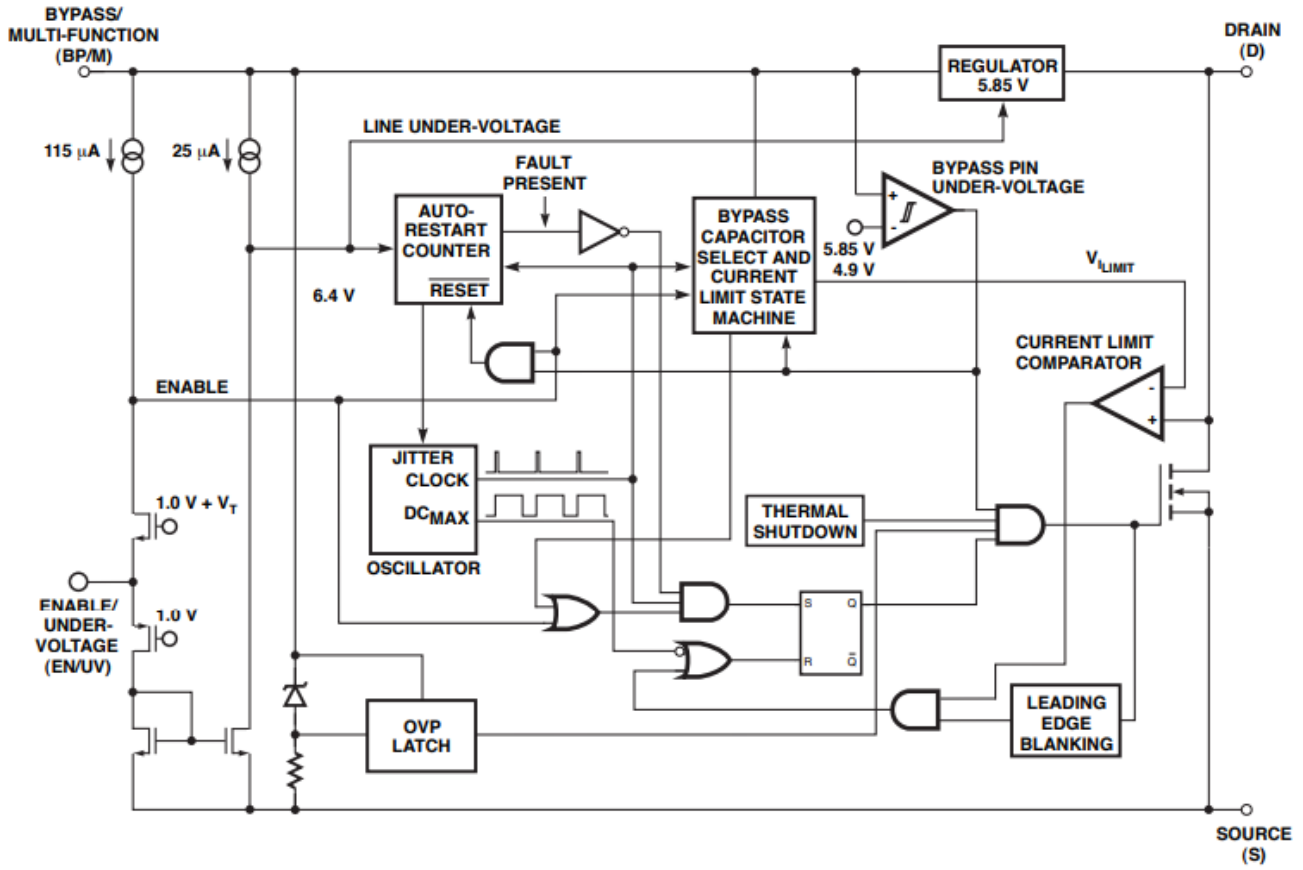 BYPASS/
MULTI-FUNCTION
(BP/M)
DRAIN
(D)
REGULATOR
5.85 V
LINE UNDER-VOLTAGE
115 μA
25 μA
FAULT
PRESENT
BYPASS PIN
UNDER-VOLTAGE
AUTO-
RESTART
COUNTER
RESET
BYPASS
CAPACITOR
SELECT AND
CURRENT
LIMIT STATE
MACHINE
+
-
5.85 V
4.9 V
VILIMIT
6.4 V
CURRENT LIMIT
COMPARATOR
-
+
ENABLE
JITTER
CLOCK
DCMAX
OSCILLATOR
1.0 V + VT
THERMAL
SHUTDOWN
ENABLE/
UNDER-
VOLTAGE
(EN/UV)
1.0 V
S Q
R Q
OVP
LATCH
LEADING
EDGE
BLANKING
SOURCE
(S)